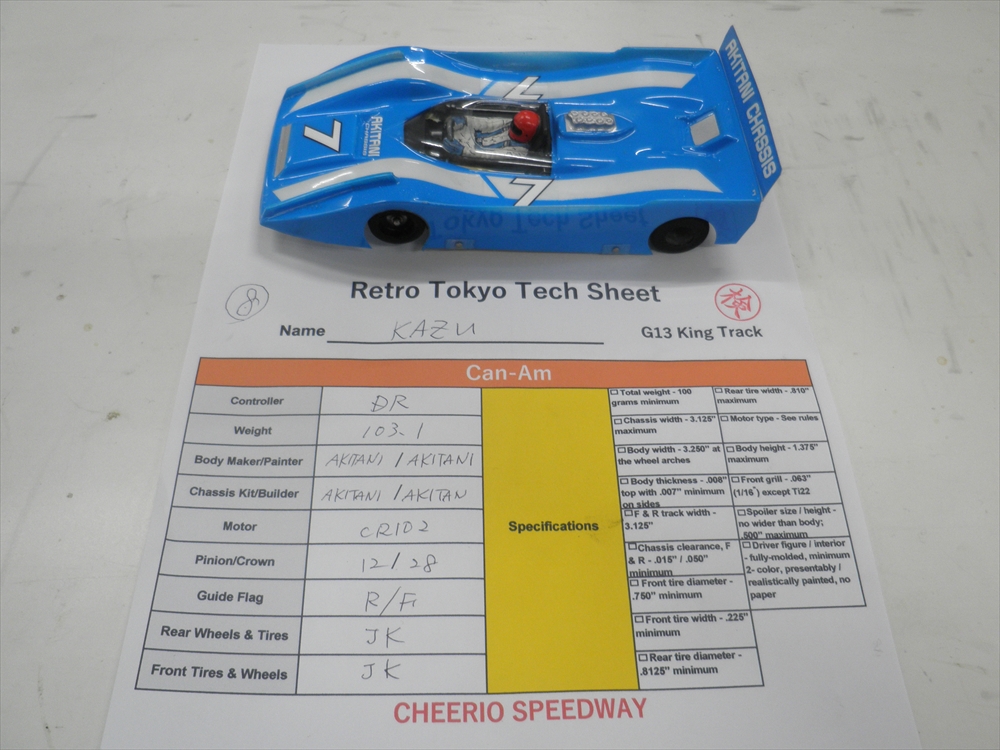 AKITANI CHASSIS
7
AKITANI
7
7
Retro Tokyo Tech Sheet
8
検
Name KAZU
G13 King Track
Can-Am
Controller DR
Weight 103.1
Body Maker/Painter AKITANI / AKITANI
Chassis Kit/Builder AKITANI / AKITAN
Motor CR102
Pinion/Crown 12/28
Guide Flag R/F
Rear Wheels & Tires JK
Front Tires & Wheels JK
Specifications
☐ Total weight - 100
grams minimum
☐ Chassis width - 3.125"
maximum
☐ Body width - 3.250" at
the wheel arches
☐ Body thickness - .008"
top with .007" minimum
on sides
☐ F & R track width -
3.125"
☐ Chassis clearance, F
& R - .015" / .050"
minimum
☐ Front tire diameter -
.750" minimum
☐ Front tire width - .225"
minimum
☐ Rear tire diameter -
.8125" minimum
☐ Rear tire width - .810"
maximum
☐ Motor type - See rules
☐ Body height - 1.375"
maximum
☐ Front grill - .063"
(1/16") except Ti22
☐ Spoiler size / height -
no wider than body;
.500" maximum
☐ Driver figure / interior
- fully-molded, minimum
2- color, presentably /
realistically painted, no
paper
CHEERIO SPEEDWAY